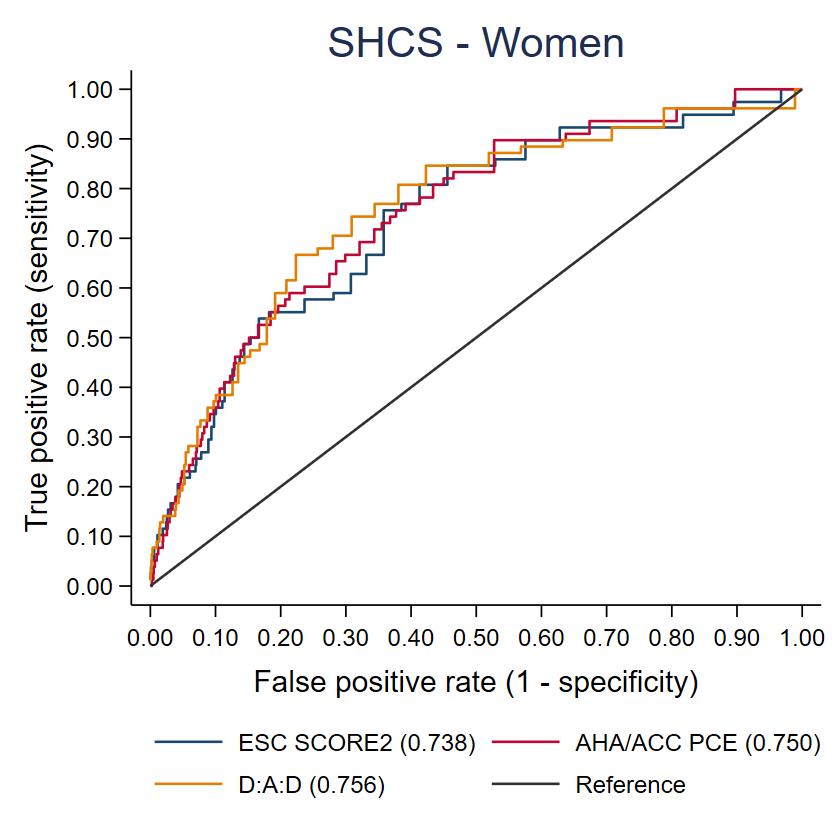 SHCS - Women
True positive rate (sensitivity)
1.00
0.90
0.80
0.70
0.60
0.50
0.40
0.30
0.20
0.10
0.00
0.00 0.10 0.20 0.30 0.40 0.50 0.60 0.70 0.80 0.90 1.00
False positive rate (1 - specificity)
ESC SCORE2 (0.738) AHA/ACC PCE (0.750)
D:A:D (0.756) Reference